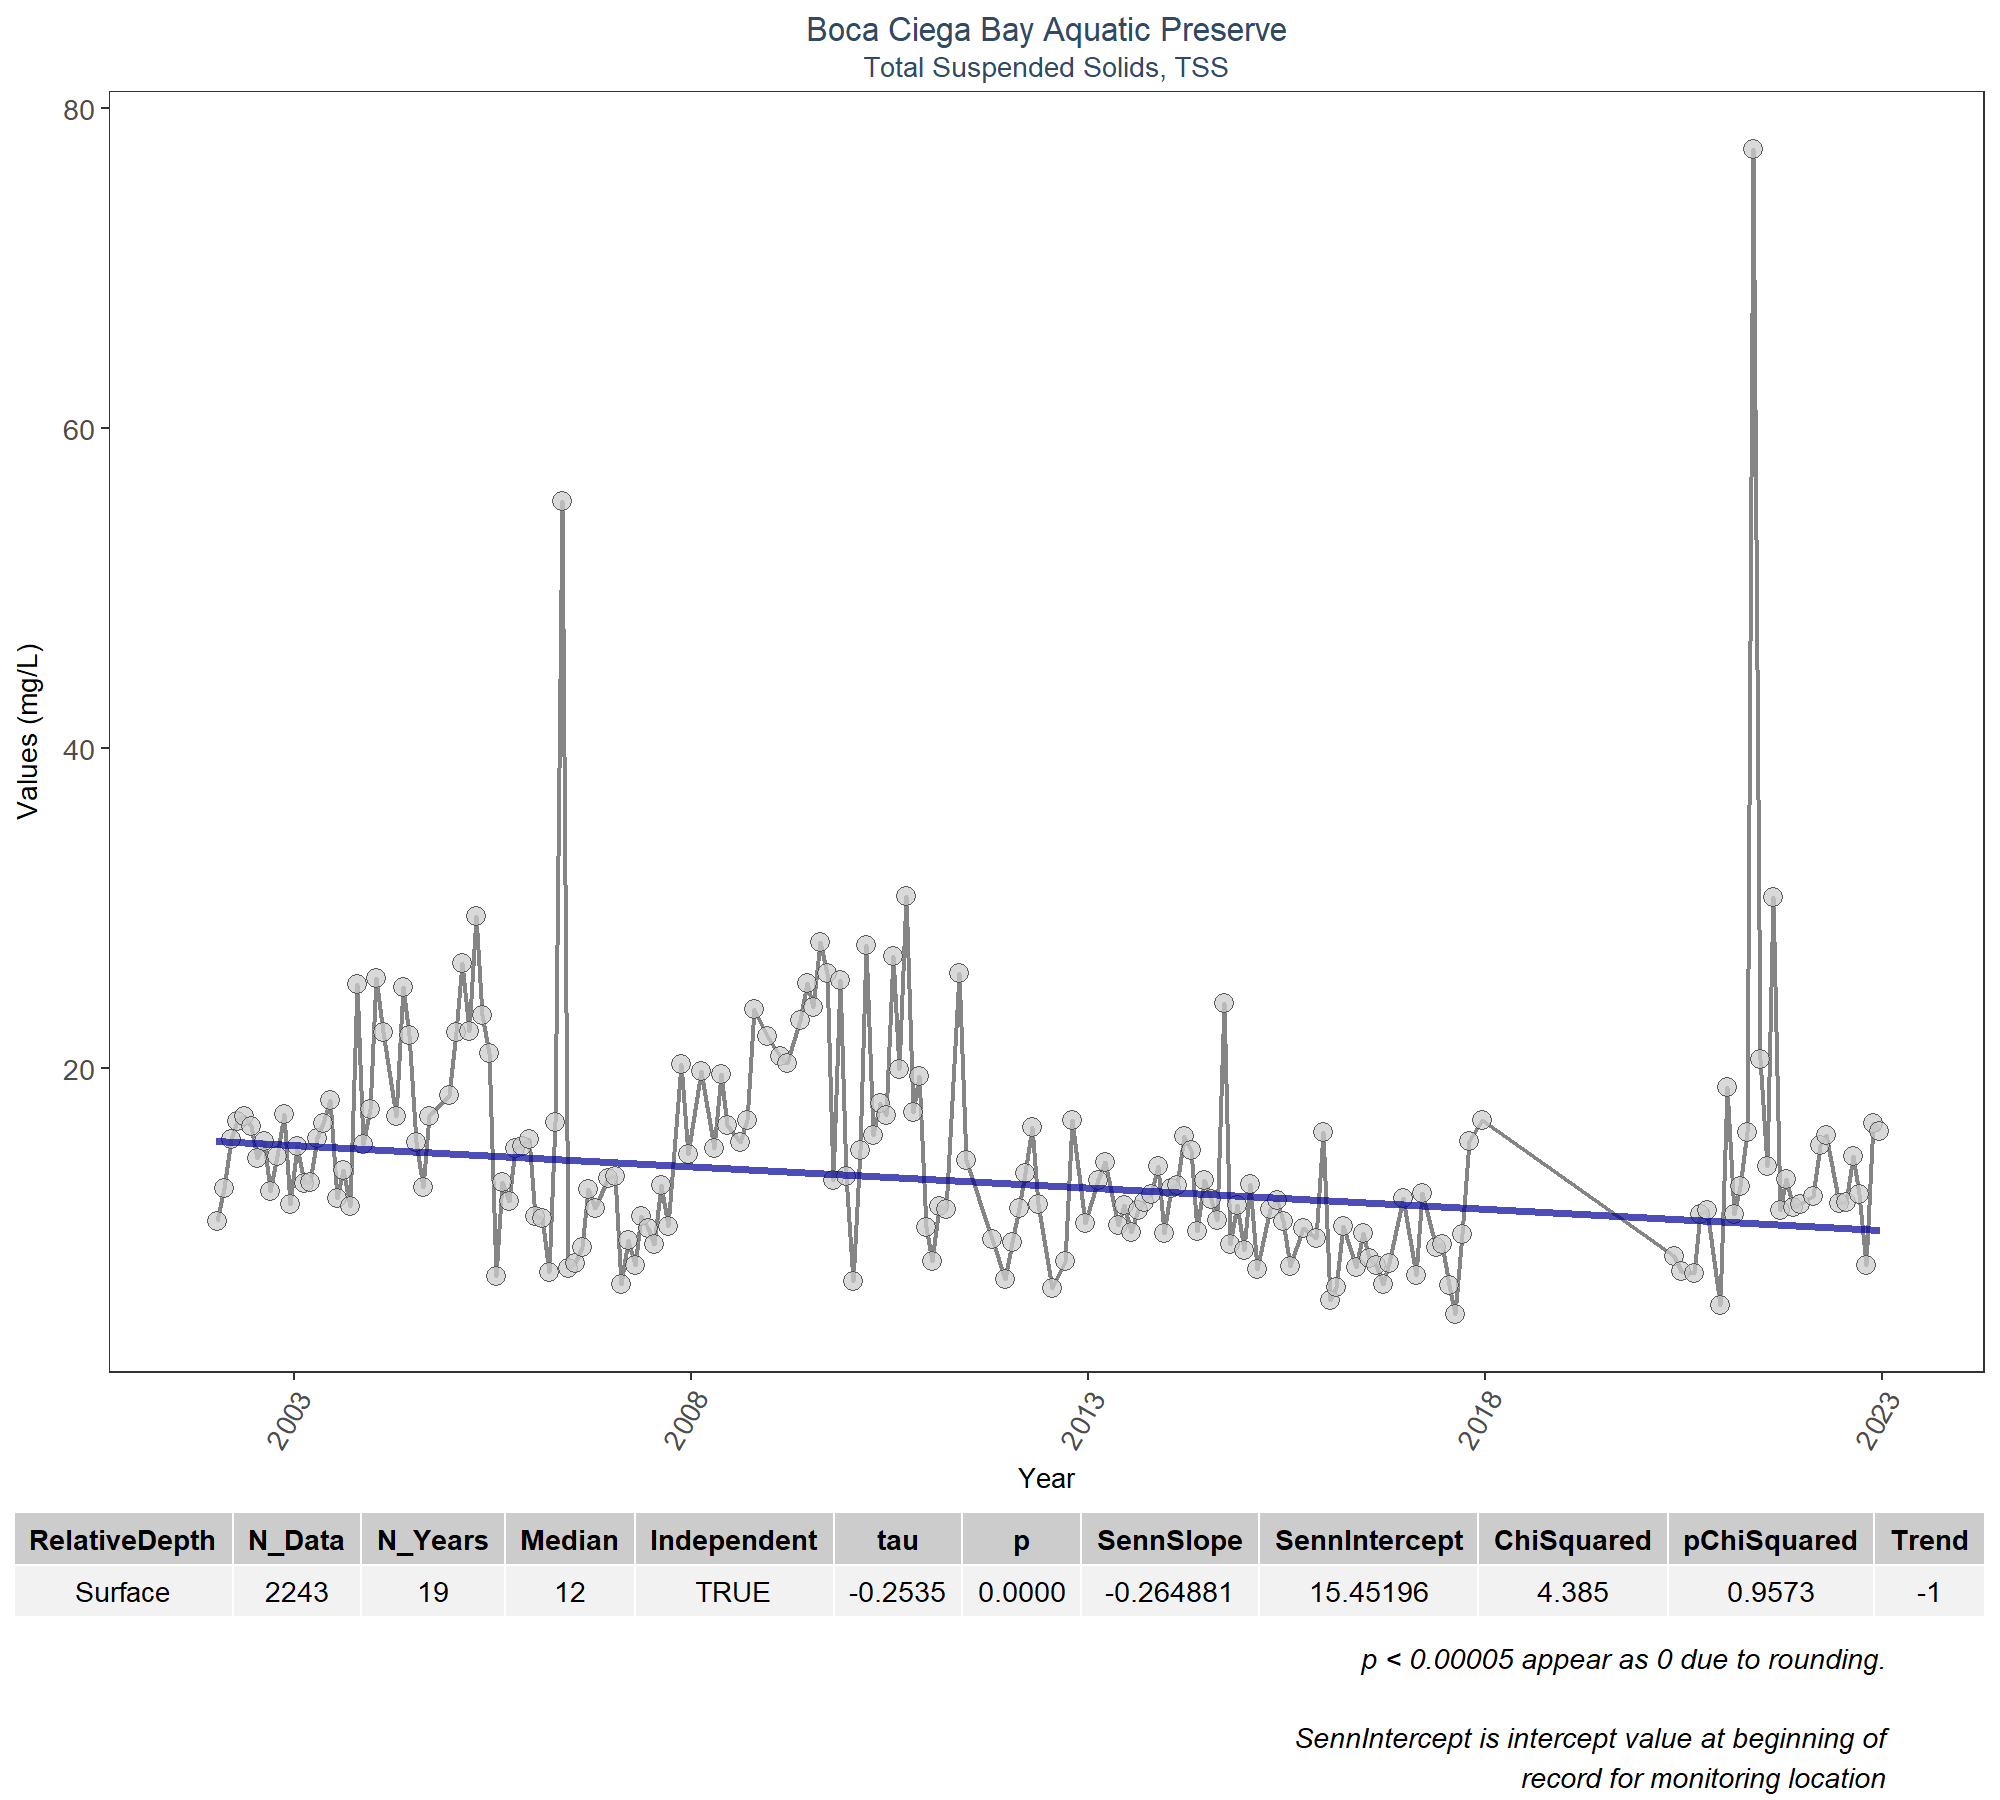 Boca Ciega Bay Aquatic Preserve
Total Suspended Solids, TSS
80
60
40
20
Values (mg/L)
2003 2008 2013 2018 2023
Year
RelativeDepth N_Data N_Years Median Independent tau p SennSlope SennIntercept ChiSquared pChiSquared Trend
Surface 2243 19 12 TRUE -0.2535 0.0000 -0.264881 15.45196 4.385 0.9573 -1
p < 0.00005 appear as 0 due to rounding.
SennIntercept is intercept value at beginning of
record for monitoring location